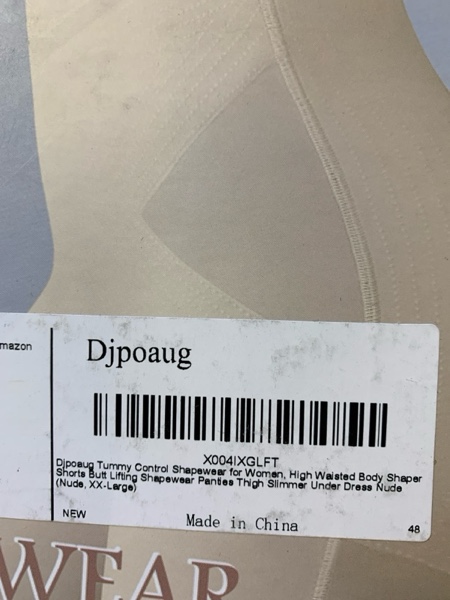 mazon
Djpoaug
X004IXGLFT
Djpoaug Tummy Control Shapewear for Women, High Waisted Body Shaper
Shorts Butt Lifting Shapewear Panties Thigh Slimmer Under Dress Nude
(Nude, XX-Large)
NEW
Made in China
48
WEAR